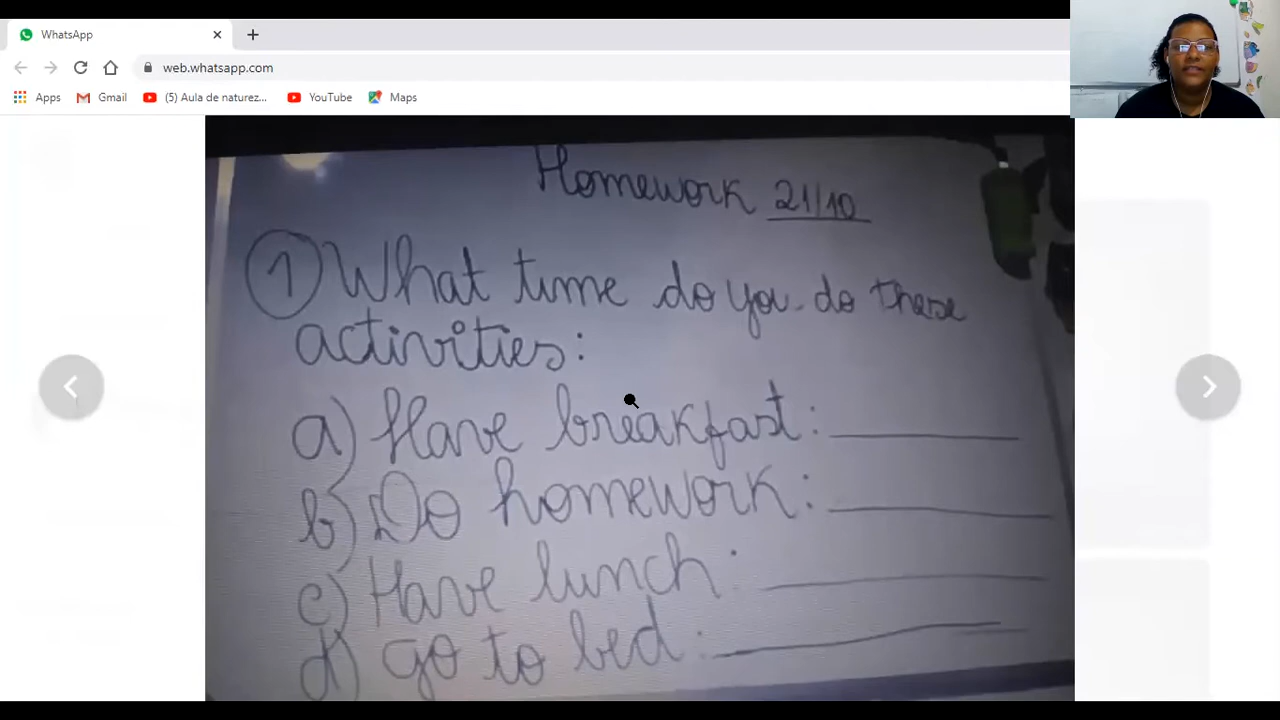 WhatsApp
web.whatsapp.com
Apps Gmail (5) Aula de naturez... YouTube Maps
Homework 21/10
1 What time do you do these
activities:
a) Have breakfast:
b) Do homework:
c) Have lunch:
d) go to bed: